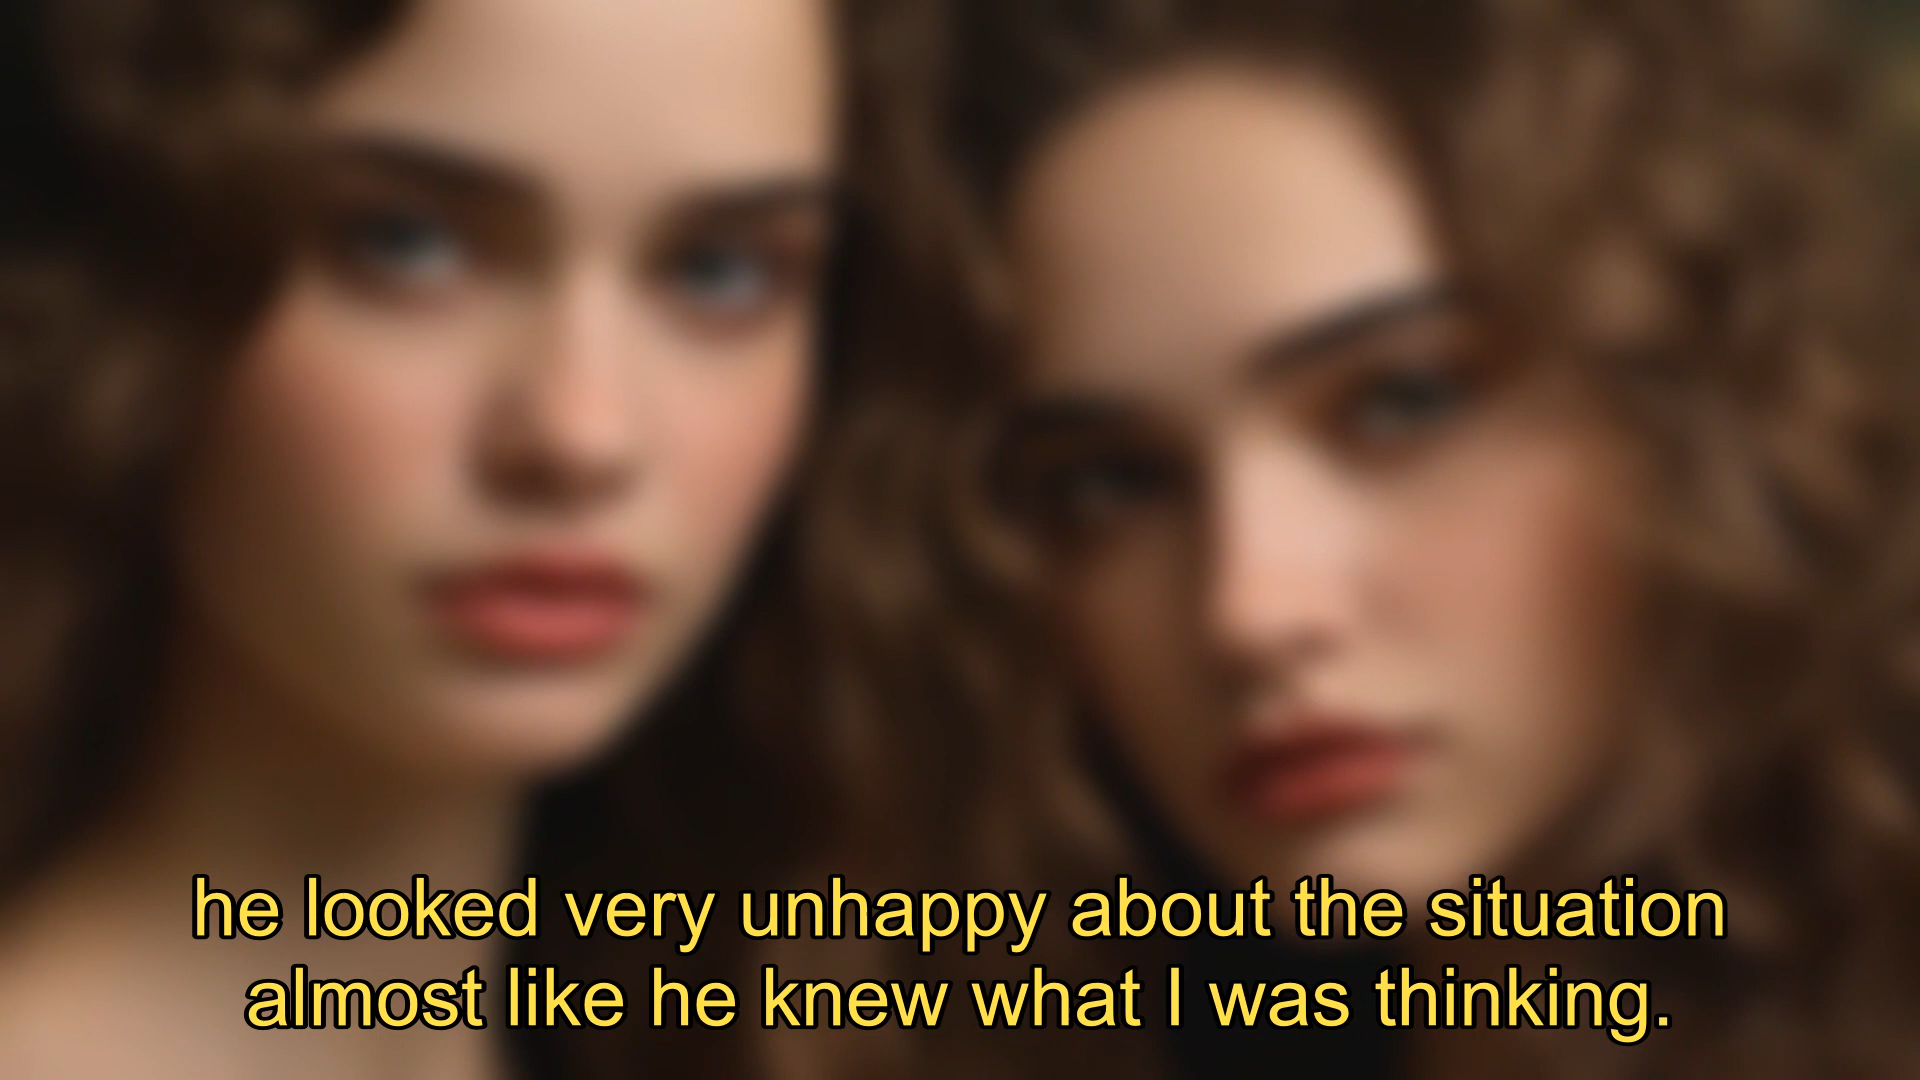 he looked very unhappy about the situation
almost like he knew what I was thinking.